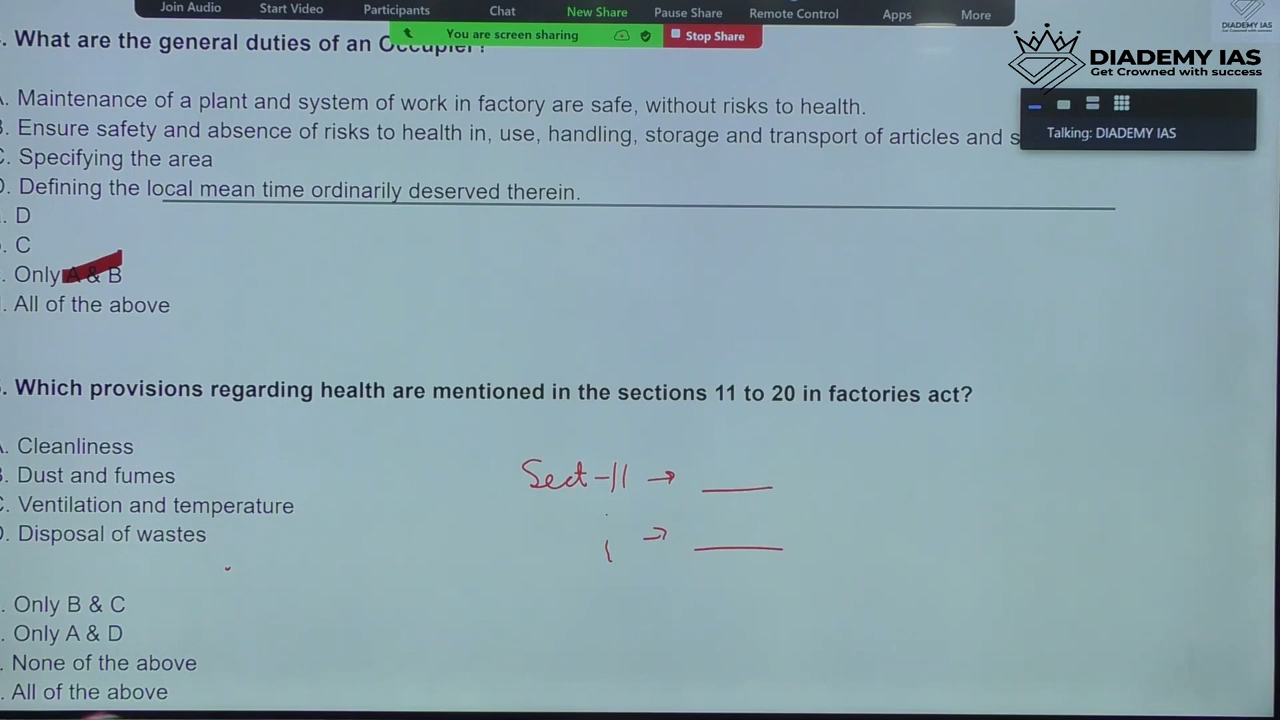 Join Audio Start Video Participants Chat New Share Pause Share Remote Control Apps More
You are screen sharing Stop Share
DIADEMY IAS
DIADEMY IAS
Get Crowned with success
Talking: DIADEMY IAS
. What are the general duties of an Occupier?
. Maintenance of a plant and system of work in factory are safe, without risks to health.
. Ensure safety and absence of risks to health in, use, handling, storage and transport of articles and s
. Specifying the area
. Defining the local mean time ordinarily deserved therein.
. D
. C
. Only A & B
. All of the above
. Which provisions regarding health are mentioned in the sections 11 to 20 in factories act?
. Cleanliness
. Dust and fumes
. Ventilation and temperature
. Disposal of wastes
Sect-11 →
→
. Only B & C
. Only A & D
. None of the above
. All of the above